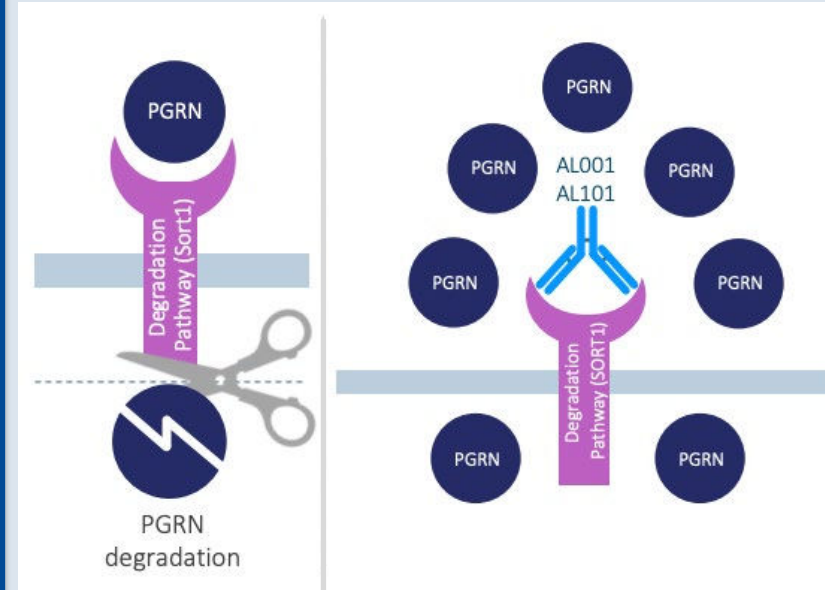 PGRN
Degradation
Pathway (Sort1)
PGRN
degradation
PGRN
PGRN
PGRN
AL001
AL101
PGRN
PGRN
Degradation
Pathway (SORT1)
PGRN
PGRN